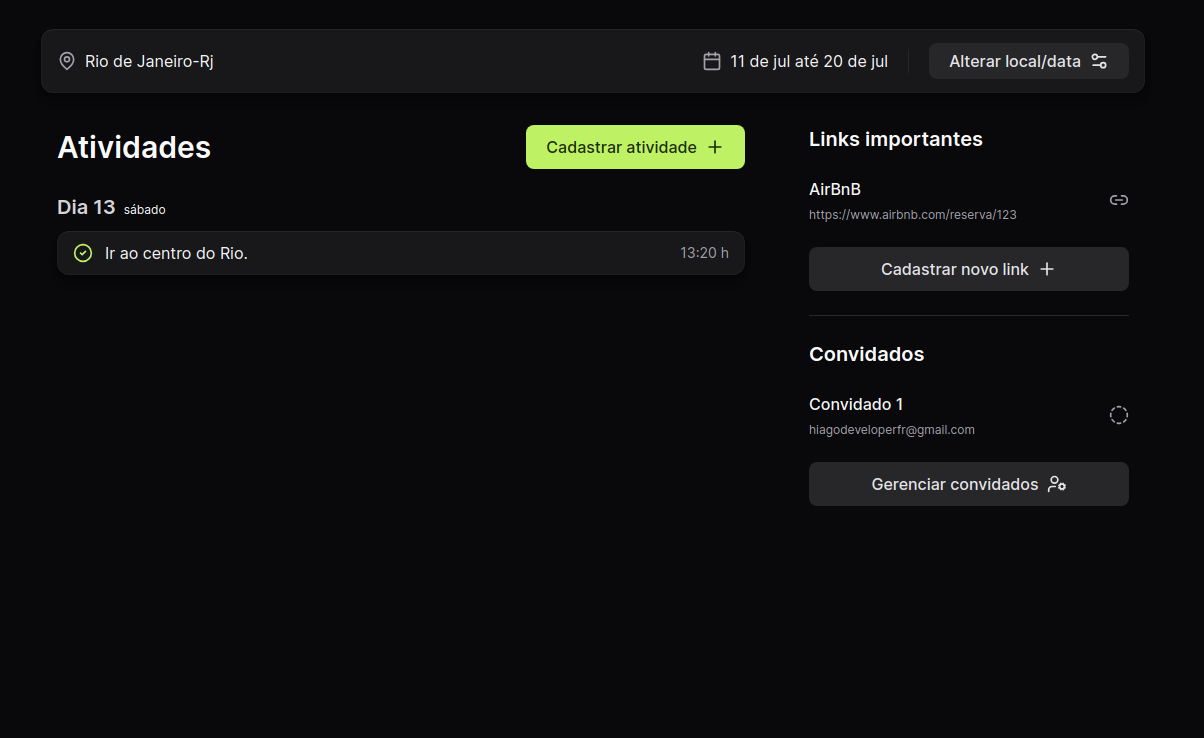 Rio de Janeiro-Rj
11 de jul até 20 de jul
Alterar local/data
Atividades
Cadastrar atividade
Dia 13 sábado
Ir ao centro do Rio.
13:20 h
Links importantes
AirBnB
https://www.airbnb.com/reserva/123
Cadastrar novo link
Convidados
Convidado 1
hiagodeveloperfr@gmail.com
Gerenciar convidados